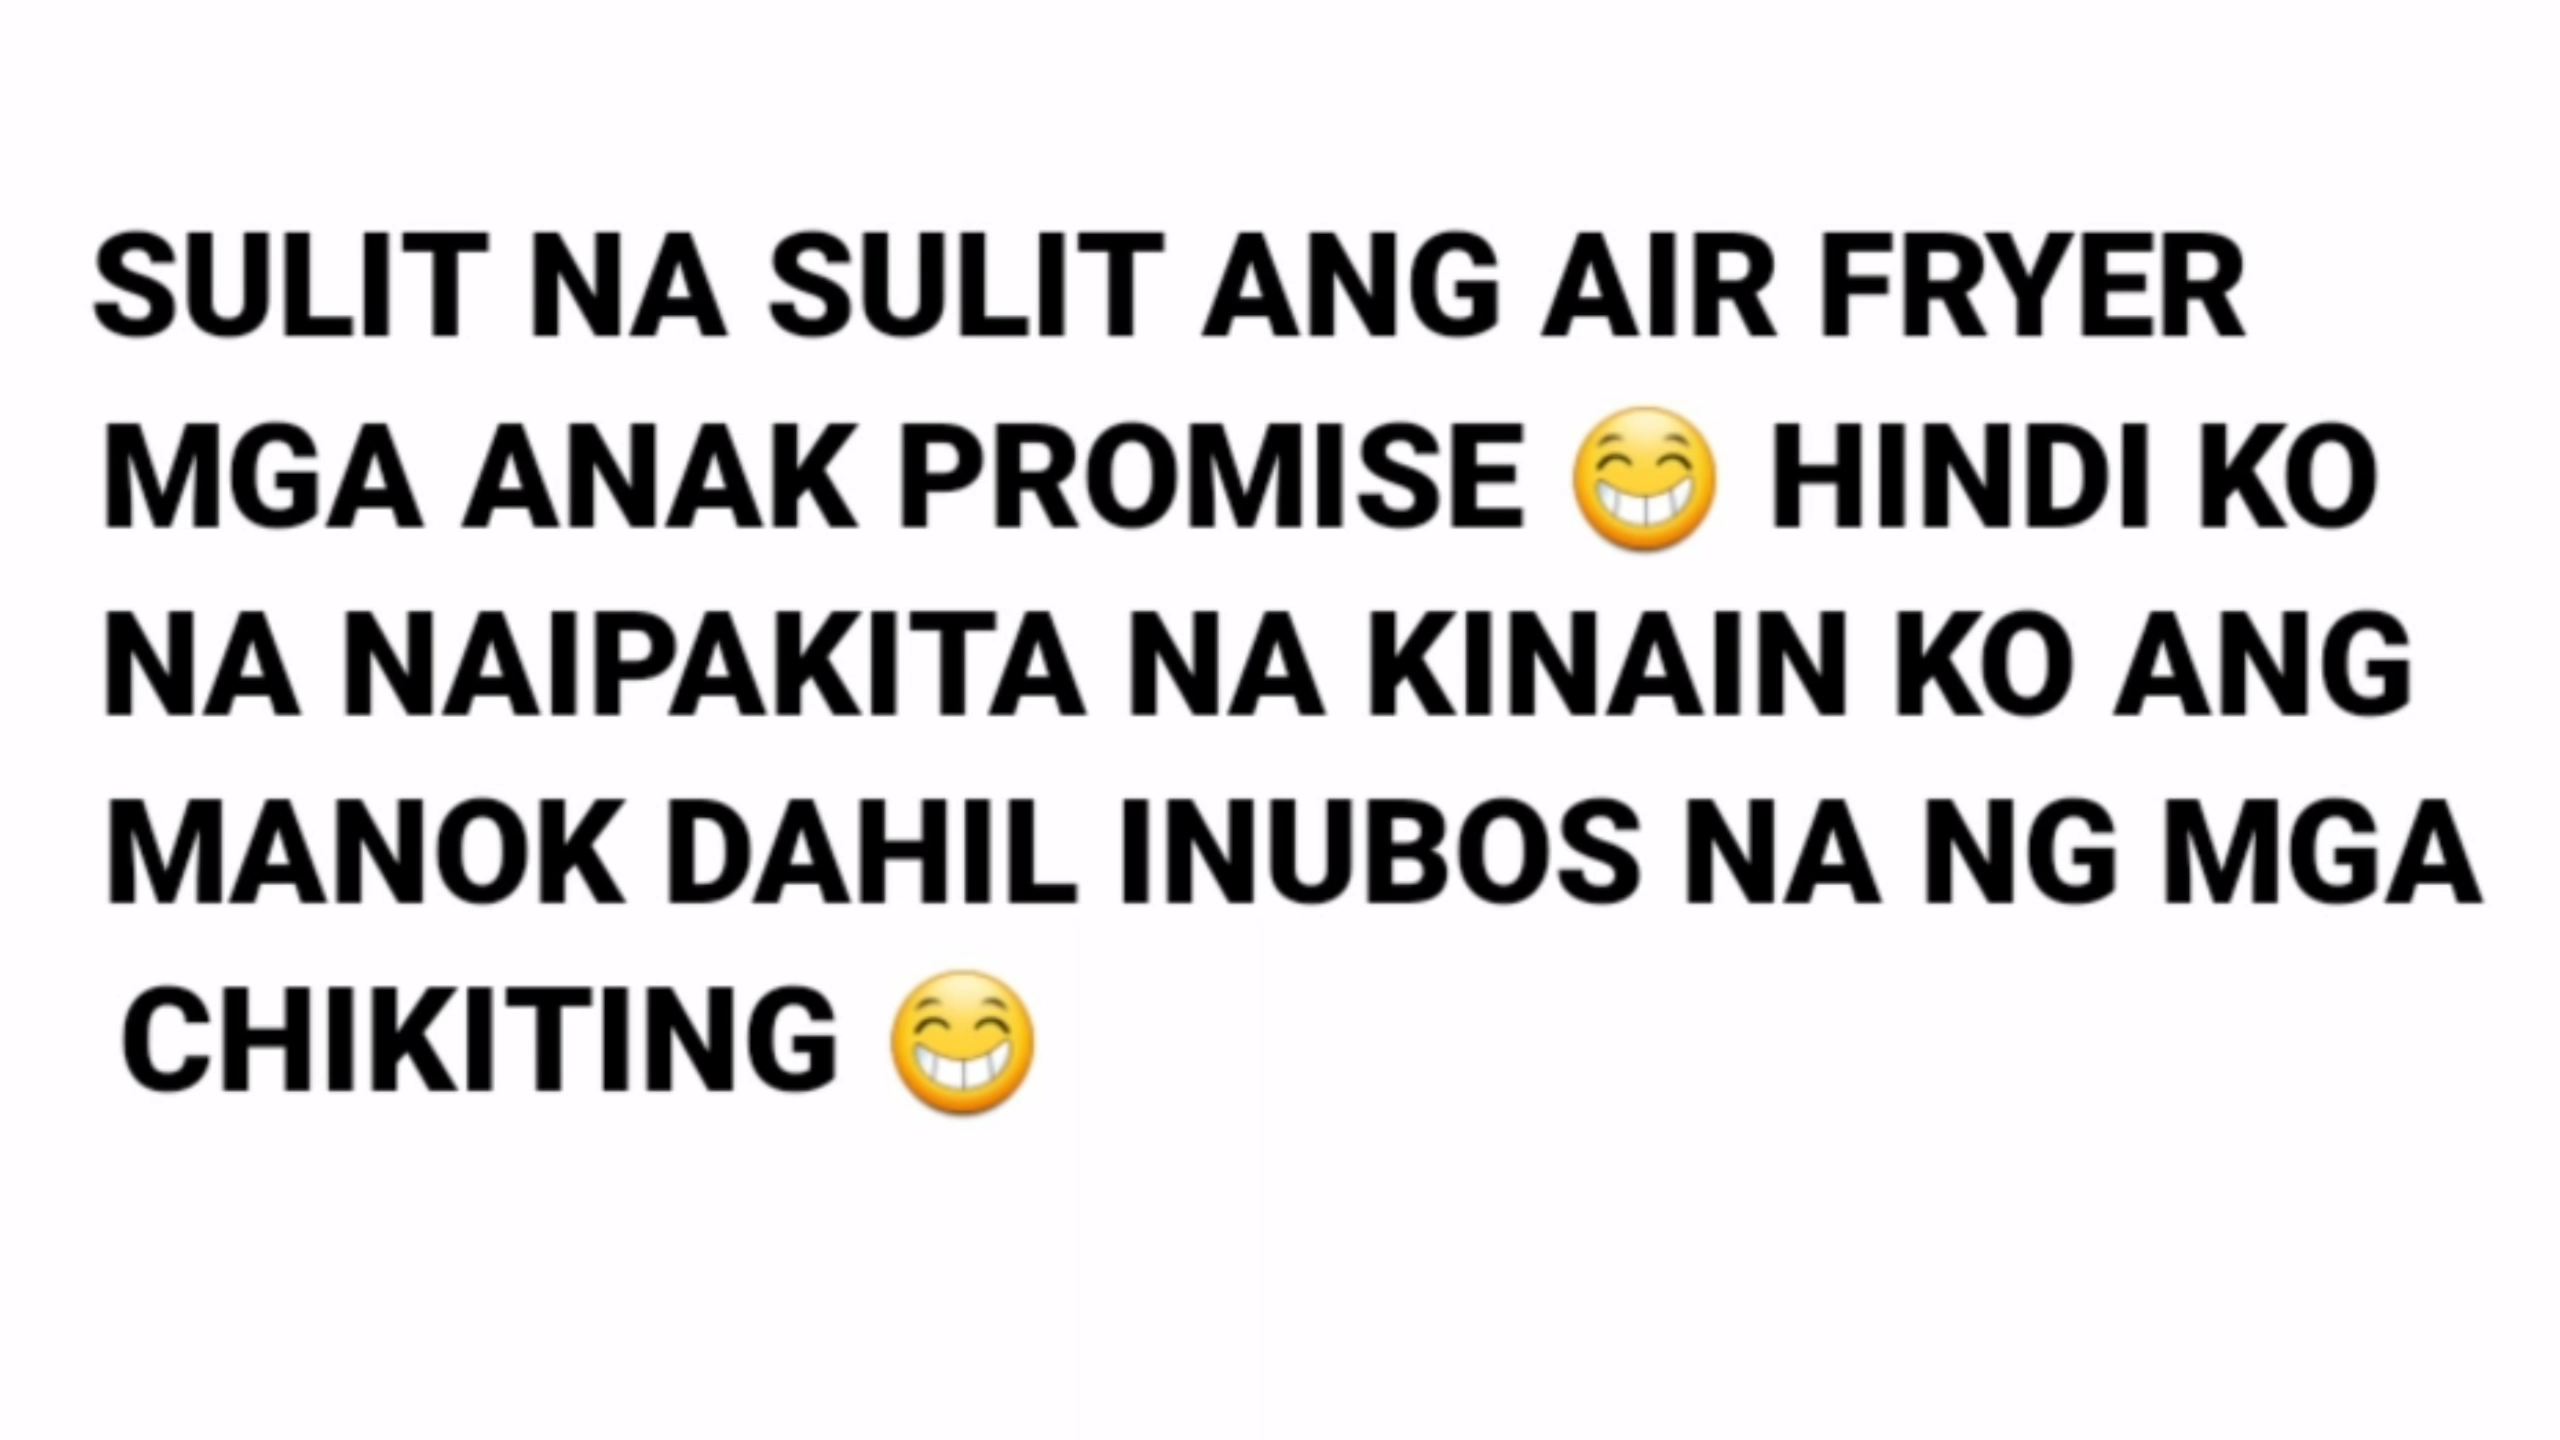 SULIT NA SULIT ANG AIR FRYER
MGA ANAK PROMISE 😁 HINDI KO
NA NAIPAKITA NA KINAIN KO ANG
MANOK DAHIL INUBOS NA NG MGA
CHIKITING 😁